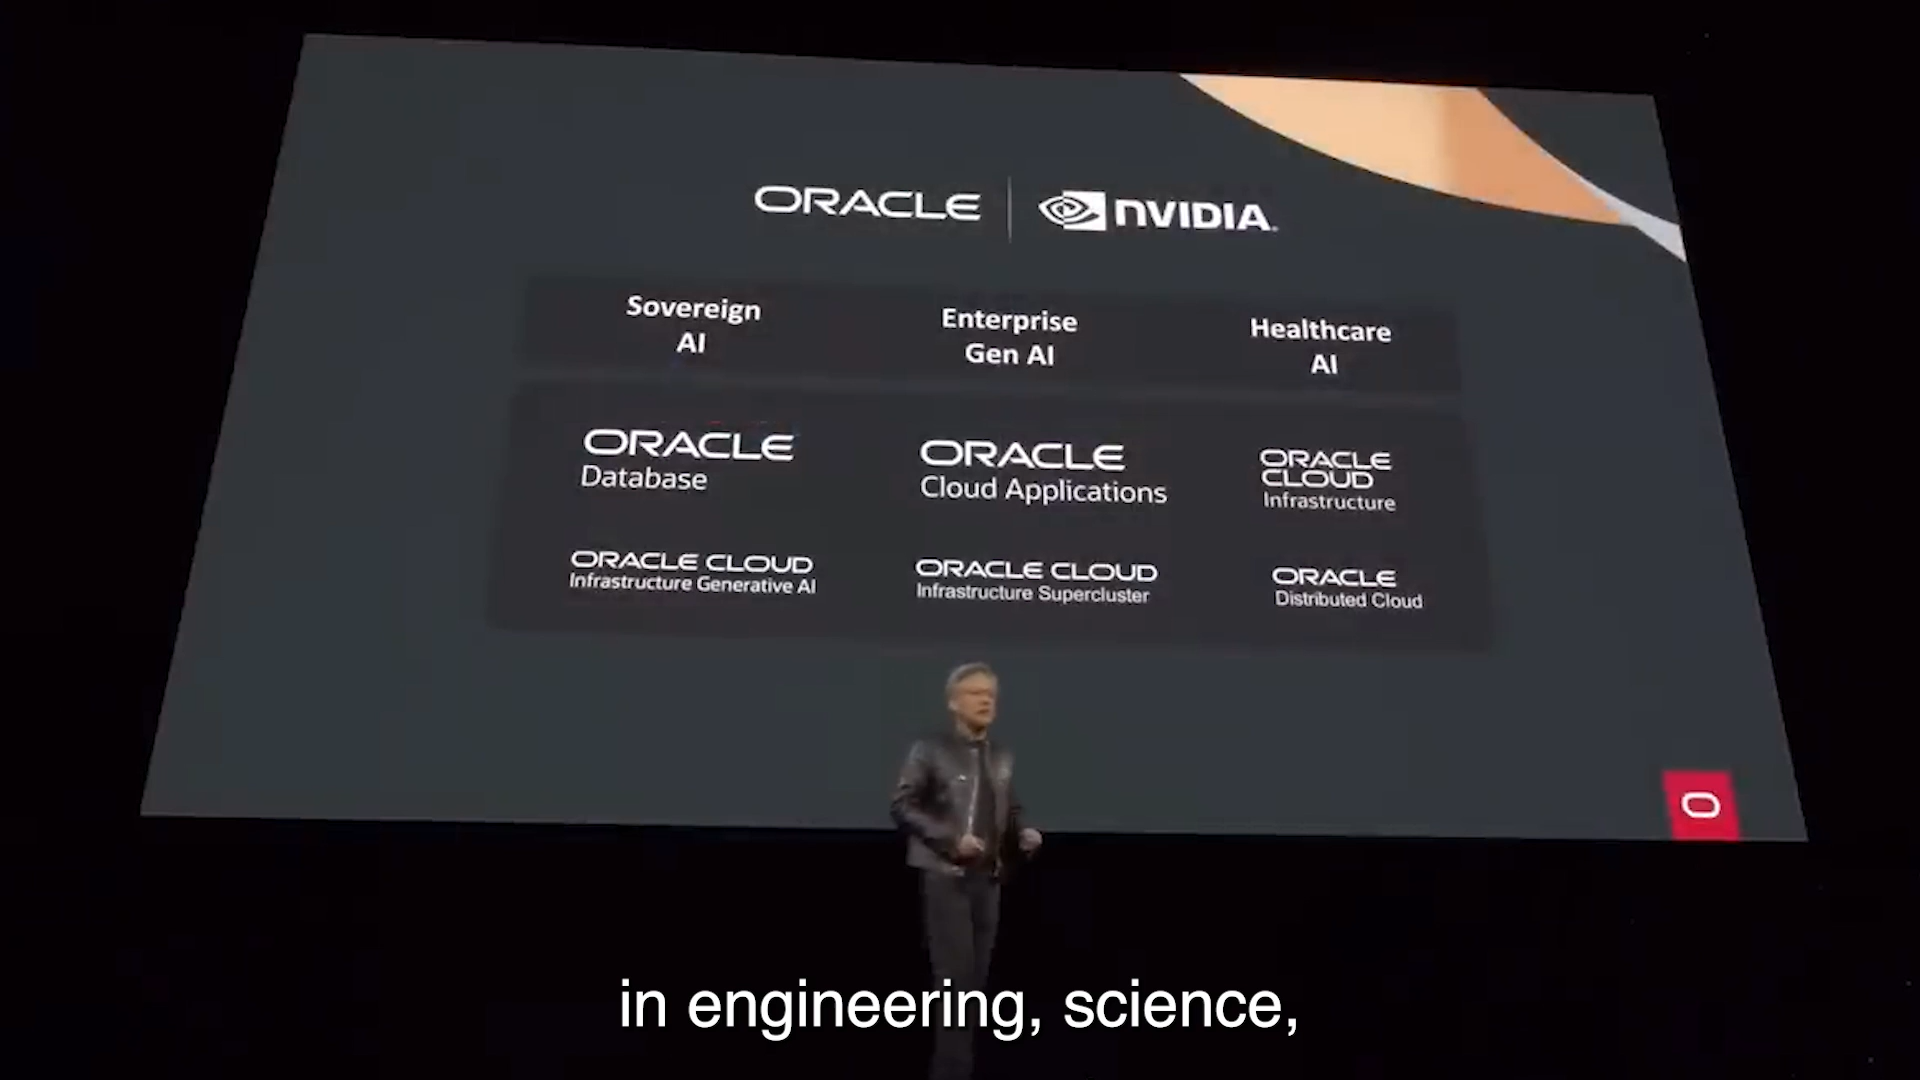 ORACLE | NVIDIA
Sovereign
AI
Enterprise
Gen AI
Healthcare
AI
ORACLE
Database
ORACLE
Cloud Applications
ORACLE
CLOUD
Infrastructure
ORACLE CLOUD
Infrastructure Generative AI
ORACLE CLOUD
Infrastructure Supercluster
ORACLE
Distributed Cloud
in engineering, science,